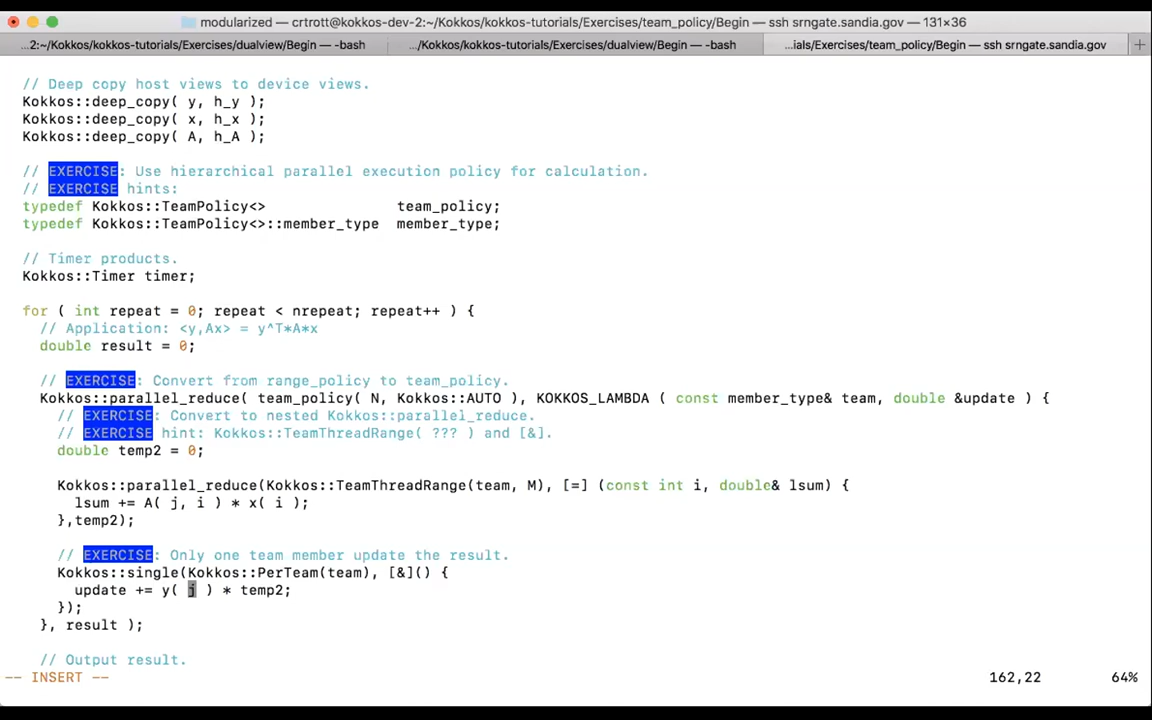 modularized — crtrott@kokkos-dev-2:~/Kokkos/kokkos-tutorials/Exercises/team_policy/Begin — ssh srngate.sandia.gov — 131×36
...2:~/Kokkos/kokkos-tutorials/Exercises/dualview/Begin — -bash
.../Kokkos/kokkos-tutorials/Exercises/dualview/Begin — -bash
...ials/Exercises/team_policy/Begin — ssh srngate.sandia.gov +
// Deep copy host views to device views.
Kokkos::deep_copy( y, h_y );
Kokkos::deep_copy( x, h_x );
Kokkos::deep_copy( A, h_A );
// EXERCISE: Use hierarchical parallel execution policy for calculation.
// EXERCISE hints:
typedef Kokkos::TeamPolicy<>               team_policy;
typedef Kokkos::TeamPolicy<>::member_type  member_type;
// Timer products.
Kokkos::Timer timer;
for ( int repeat = 0; repeat < nrepeat; repeat++ ) {
// Application: <y,Ax> = y^T*A*x
double result = 0;
// EXERCISE: Convert from range_policy to team_policy.
Kokkos::parallel_reduce( team_policy( N, Kokkos::AUTO ), KOKKOS_LAMBDA ( const member_type& team, double &update ) {
// EXERCISE: Convert to nested Kokkos::parallel_reduce.
// EXERCISE hint: Kokkos::TeamThreadRange( ??? ) and [&].
double temp2 = 0;
Kokkos::parallel_reduce(Kokkos::TeamThreadRange(team, M), [=] (const int i, double& lsum) {
lsum += A( j, i ) * x( i );
},temp2);
// EXERCISE: Only one team member update the result.
Kokkos::single(Kokkos::PerTeam(team), [&]() {
update += y( j ) * temp2;
});
}, result );
// Output result.
-- INSERT -- 162,22 64%